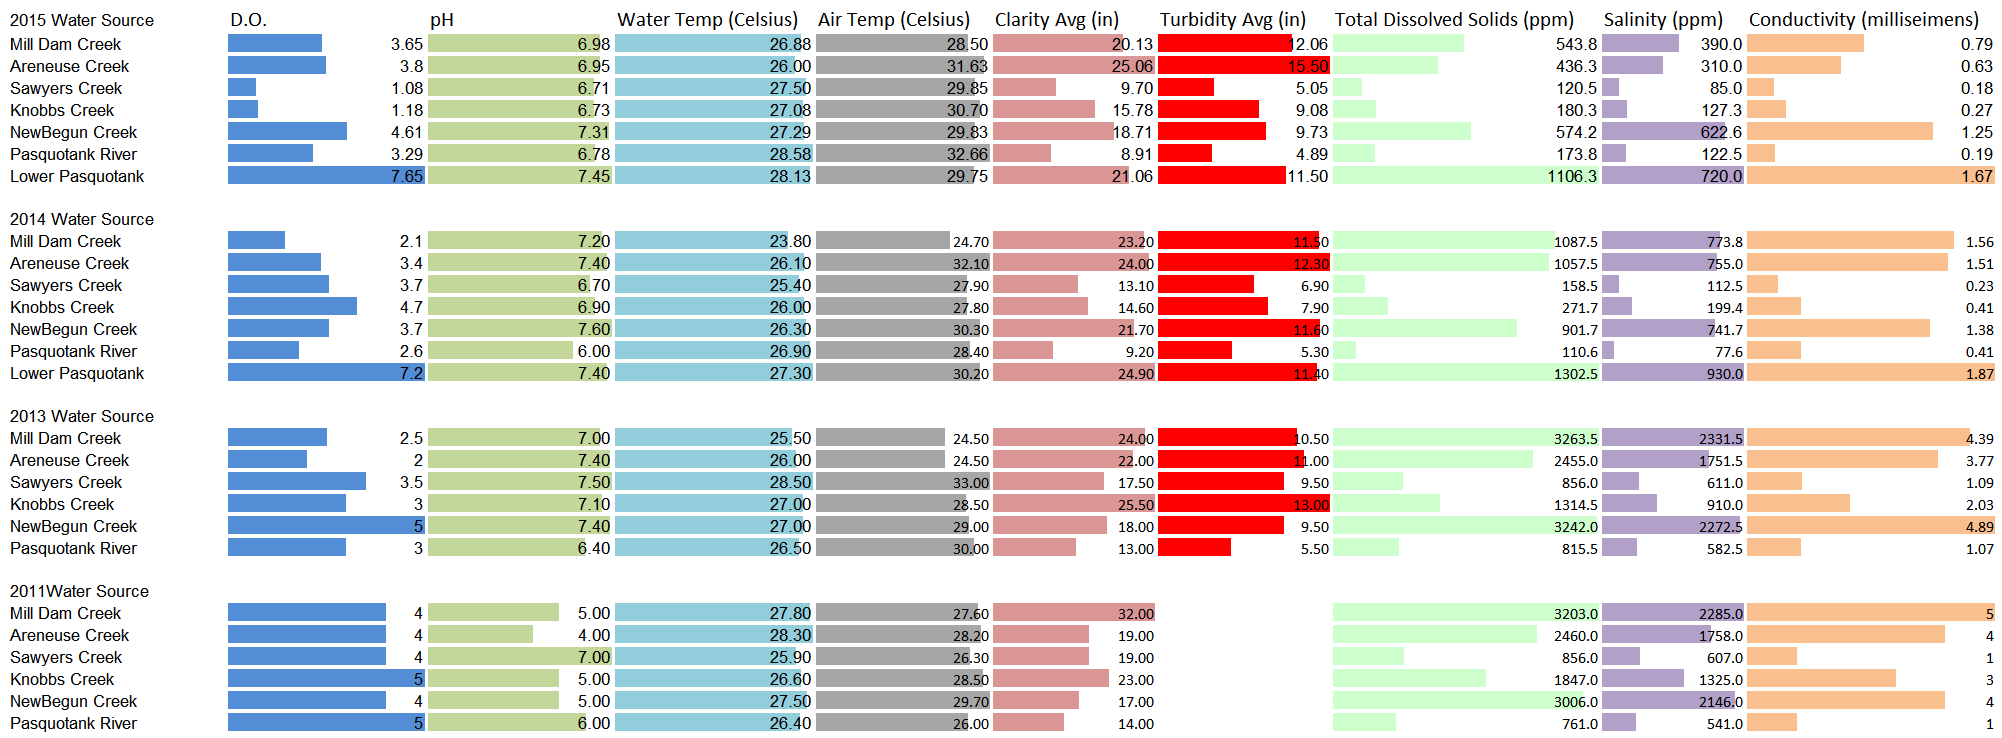 2015 Water Source D.O. pH Water Temp (Celsius) Air Temp (Celsius) Clarity Avg (in) Turbidity Avg (in) Total Dissolved Solids (ppm) Salinity (ppm) Conductivity (milliseimens)
Mill Dam Creek 3.65 6.98 26.88 28.50 20.13 12.06 543.8 390.0 0.79
Areneuse Creek 3.8 6.95 26.00 31.63 25.06 15.50 436.3 310.0 0.63
Sawyers Creek 1.08 6.71 27.50 29.85 9.70 5.05 120.5 85.0 0.18
Knobbs Creek 1.18 6.73 27.08 30.70 15.78 9.08 180.3 127.3 0.27
NewBegun Creek 4.61 7.31 27.29 29.83 18.71 9.73 574.2 622.6 1.25
Pasquotank River 3.29 6.78 28.58 32.66 8.91 4.89 173.8 122.5 0.19
Lower Pasquotank 7.65 7.45 28.13 29.75 21.06 11.50 1106.3 720.0 1.67
2014 Water Source
Mill Dam Creek 2.1 7.20 23.80 24.70 23.20 11.50 1087.5 773.8 1.56
Areneuse Creek 3.4 7.40 26.10 32.10 24.00 12.30 1057.5 755.0 1.51
Sawyers Creek 3.7 6.70 25.40 27.90 13.10 6.90 158.5 112.5 0.23
Knobbs Creek 4.7 6.90 26.00 27.80 14.60 7.90 271.7 199.4 0.41
NewBegun Creek 3.7 7.60 26.30 30.30 21.70 11.60 901.7 741.7 1.38
Pasquotank River 2.6 6.00 26.90 28.40 9.20 5.30 110.6 77.6 0.41
Lower Pasquotank 7.2 7.40 27.30 30.20 24.90 11.40 1302.5 930.0 1.87
2013 Water Source
Mill Dam Creek 2.5 7.00 25.50 24.50 24.00 10.50 3263.5 2331.5 4.39
Areneuse Creek 2 7.40 26.00 24.50 22.00 11.00 2455.0 1751.5 3.77
Sawyers Creek 3.5 7.50 28.50 33.00 17.50 9.50 856.0 611.0 1.09
Knobbs Creek 3 7.10 27.00 28.50 25.50 13.00 1314.5 910.0 2.03
NewBegun Creek 5 7.40 27.00 29.00 18.00 9.50 3242.0 2272.5 4.89
Pasquotank River 3 6.40 26.50 30.00 13.00 5.50 815.5 582.5 1.07
2011Water Source
Mill Dam Creek 4 5.00 27.80 27.60 32.00 3203.0 2285.0 5
Areneuse Creek 4 4.00 28.30 28.20 19.00 2460.0 1758.0 4
Sawyers Creek 4 7.00 25.90 26.30 19.00 856.0 607.0 1
Knobbs Creek 5 5.00 26.60 28.50 23.00 1847.0 1325.0 3
NewBegun Creek 4 5.00 27.50 29.70 17.00 3006.0 2146.0 4
Pasquotank River 5 6.00 26.40 26.00 14.00 761.0 541.0 1